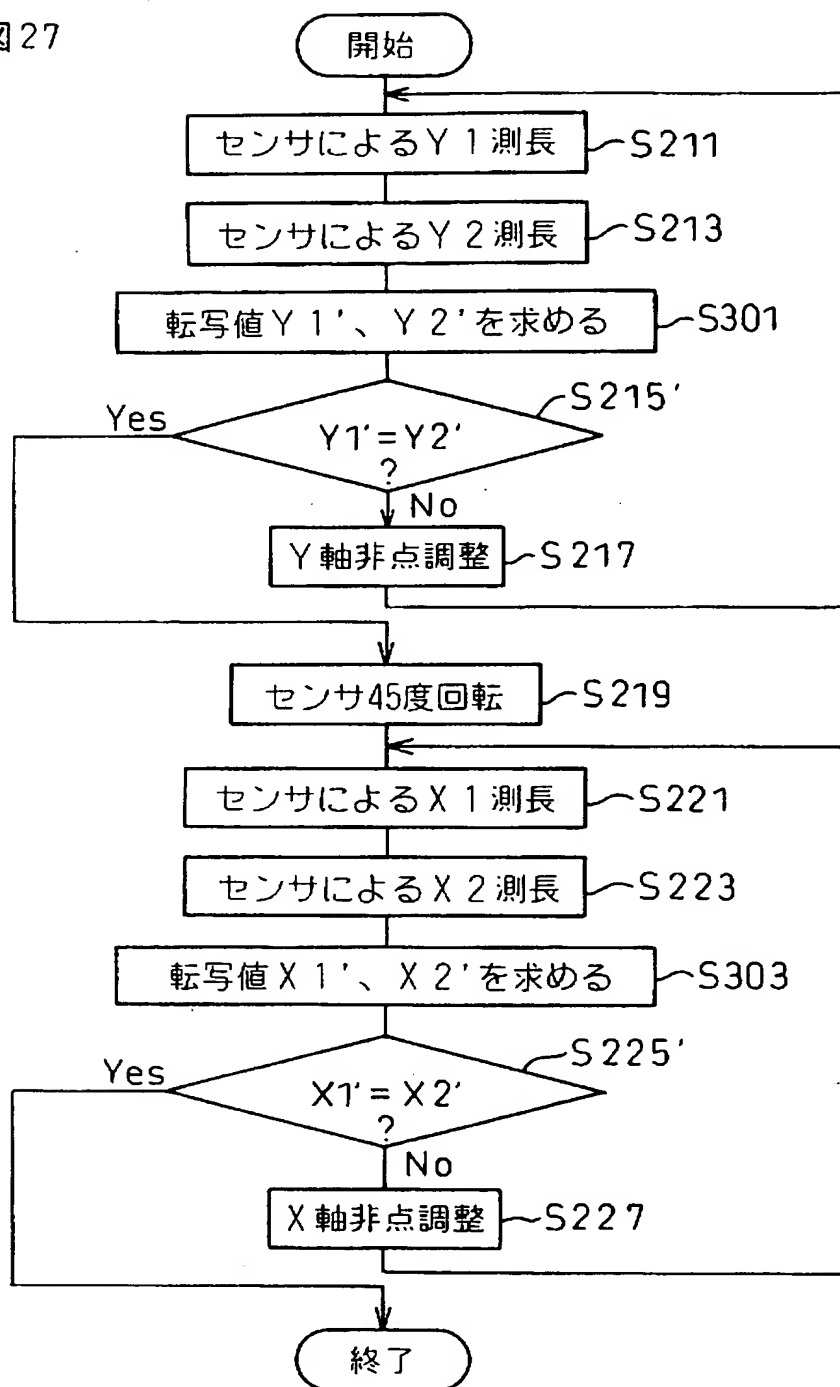 図27
開始
センサによるY1測長 S211
センサによるY2測長 S213
転写値Y1'、Y2'を求める S301
S215'
Yes
Y1'=Y2'
?
No
Y軸非点調整 S217
センサ45度回転 S219
センサによるX1測長 S221
センサによるX2測長 S223
転写値X1'、X2'を求める S303
S225'
Yes
X1'=X2'
?
No
X軸非点調整 S227
終了